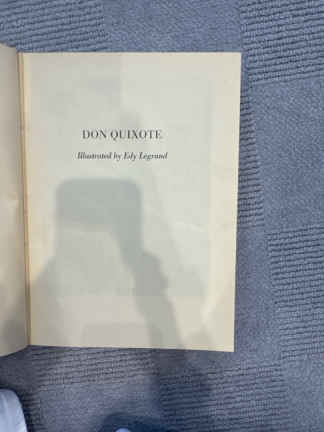 DON QUIXOTE
Illustrated by Edy Legrand